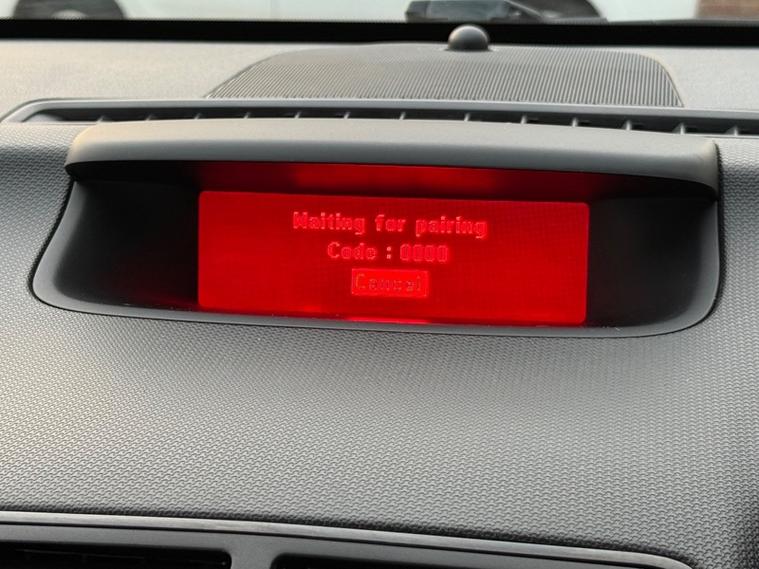 Waiting for pairing
Code : 0000
Cancel